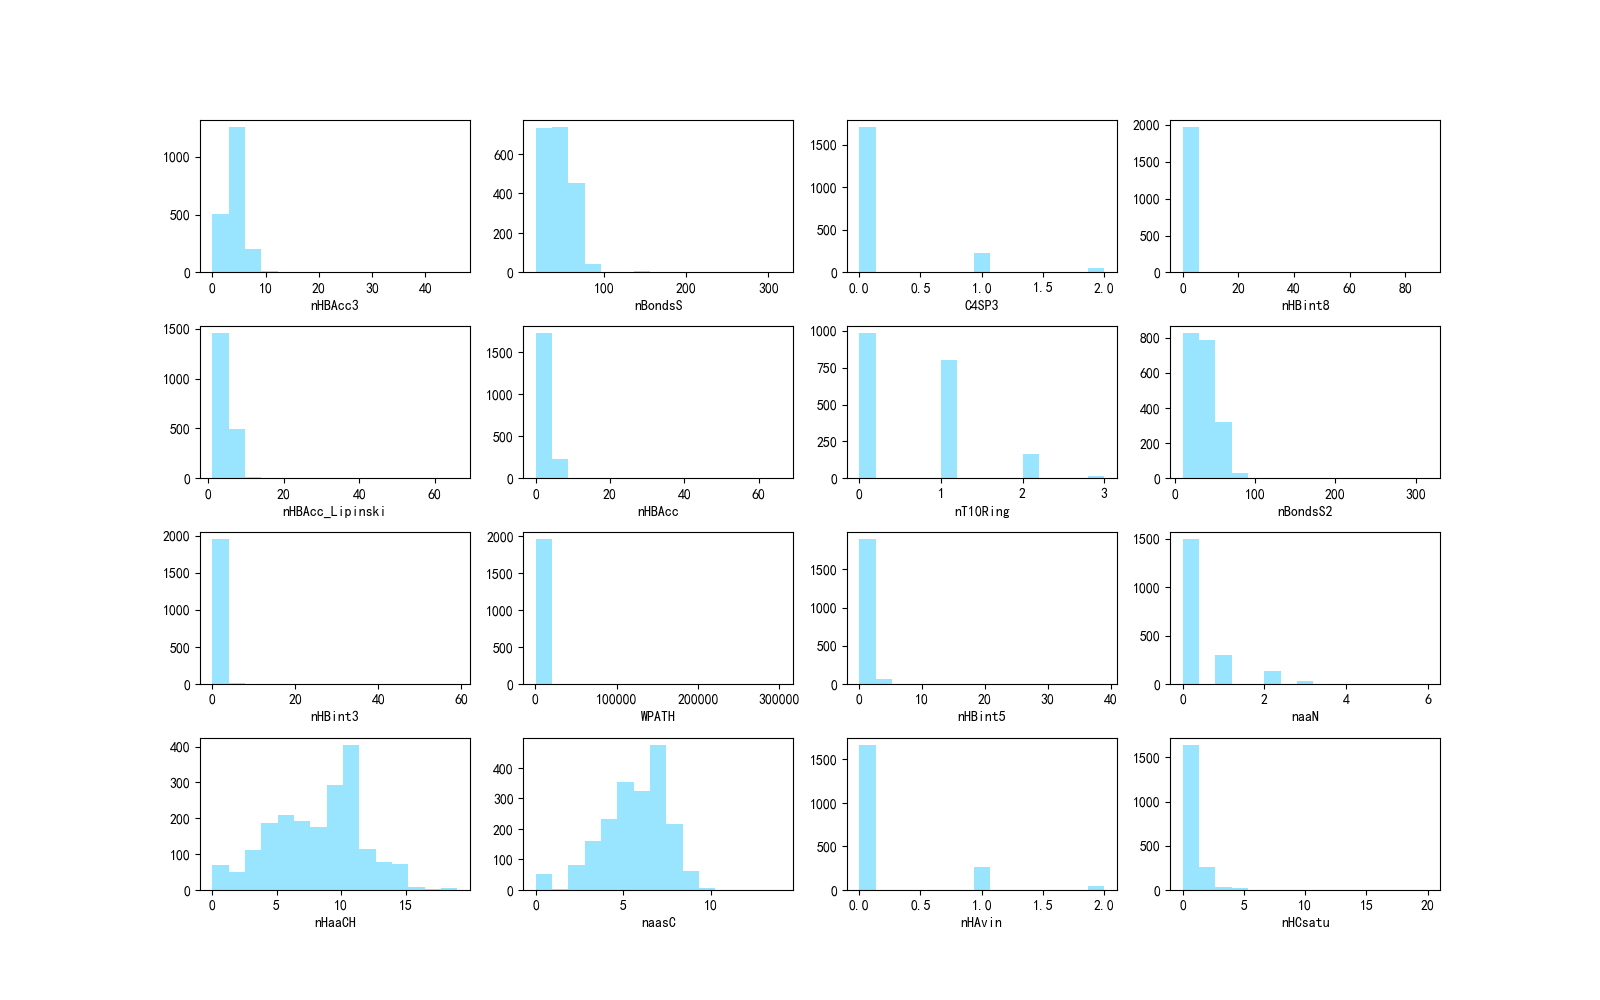 1000
500
0
0 10 20 30 40
nHBAcc3
600
400
200
0
100 200 300
nBondsS
1500
1000
500
0
0.0 0.5 1.0 1.5 2.0
C4SP3
2000
1500
1000
500
0
0 20 40 60 80
nHBint8
1500
1000
500
0
0 20 40 60
nHBAcc_Lipinski
1500
1000
500
0
0 20 40 60
nHBAcc
1000
750
500
250
0
0 1 2 3
nT10Ring
800
600
400
200
0
0 100 200 300
nBondsS2
2000
1500
1000
500
0
0 20 40 60
nHBint3
2000
1500
1000
500
0
0 100000 200000 300000
WPATH
1500
1000
500
0
0 10 20 30 40
nHBint5
1500
1000
500
0
0 2 4 6
naaN
400
300
200
100
0
0 5 10 15
nHaaCH
400
300
200
100
0
0 5 10
naasC
1500
1000
500
0
0.0 0.5 1.0 1.5 2.0
nHAvin
1500
1000
500
0
0 5 10 15 20
nHCsatu